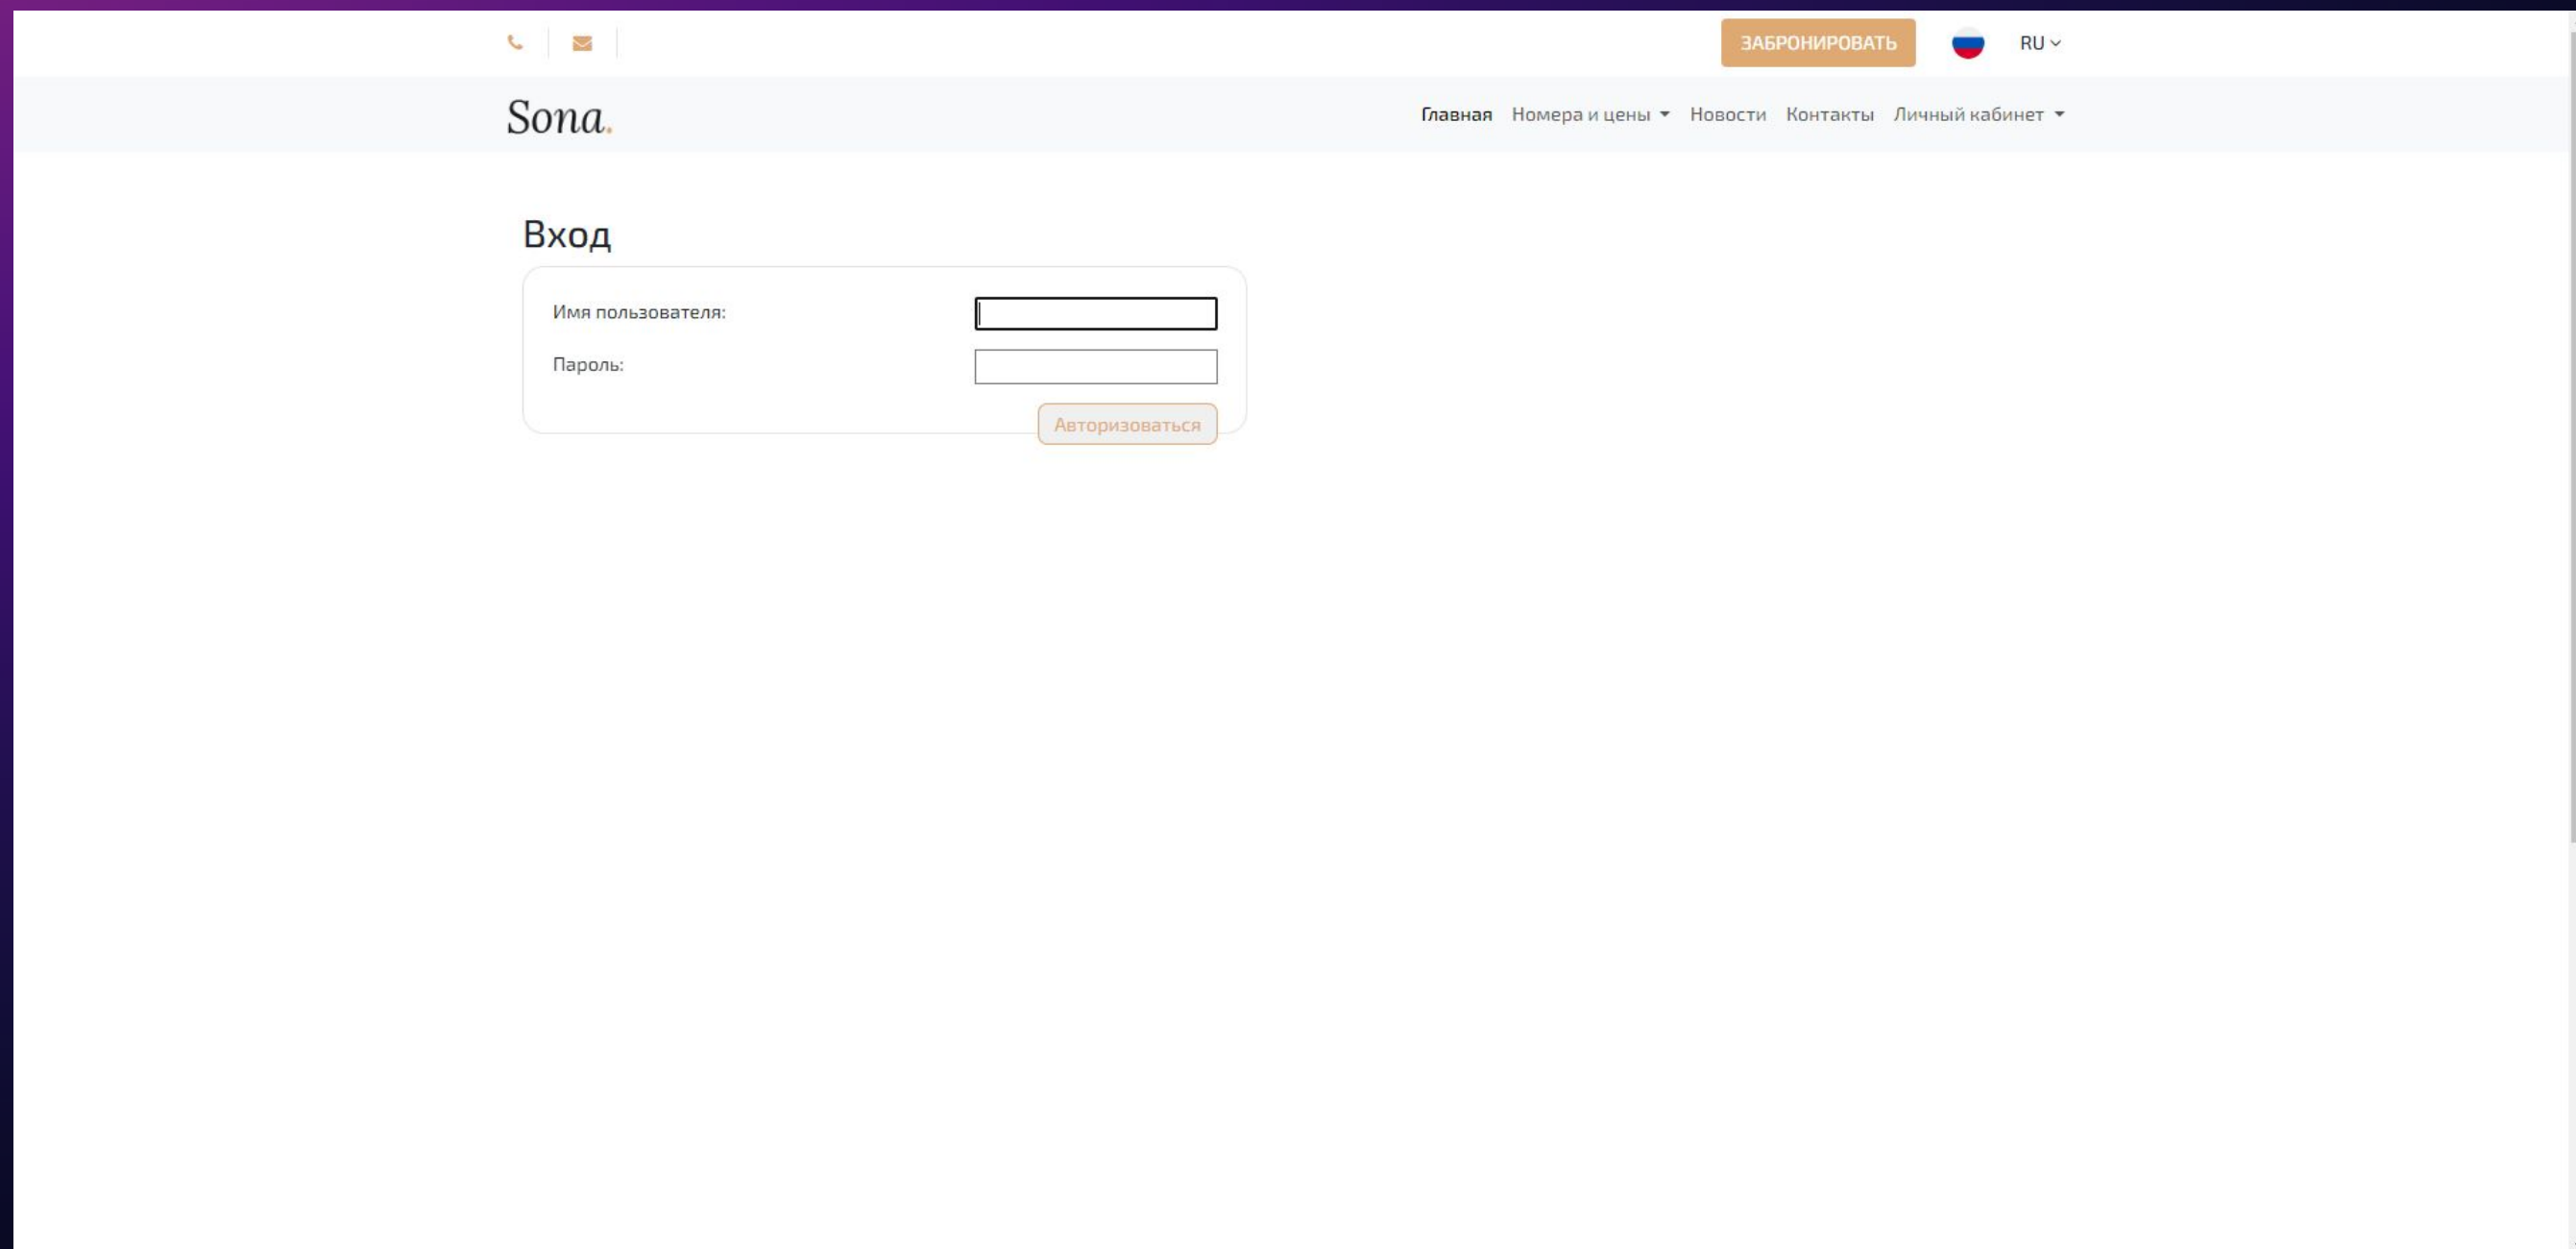 ЗАБРОНИРОВАТЬ RU
Sona.
Главная Номера и цены Новости Контакты Личный кабинет
Вход
Имя пользователя:
Пароль:
Авторизоваться